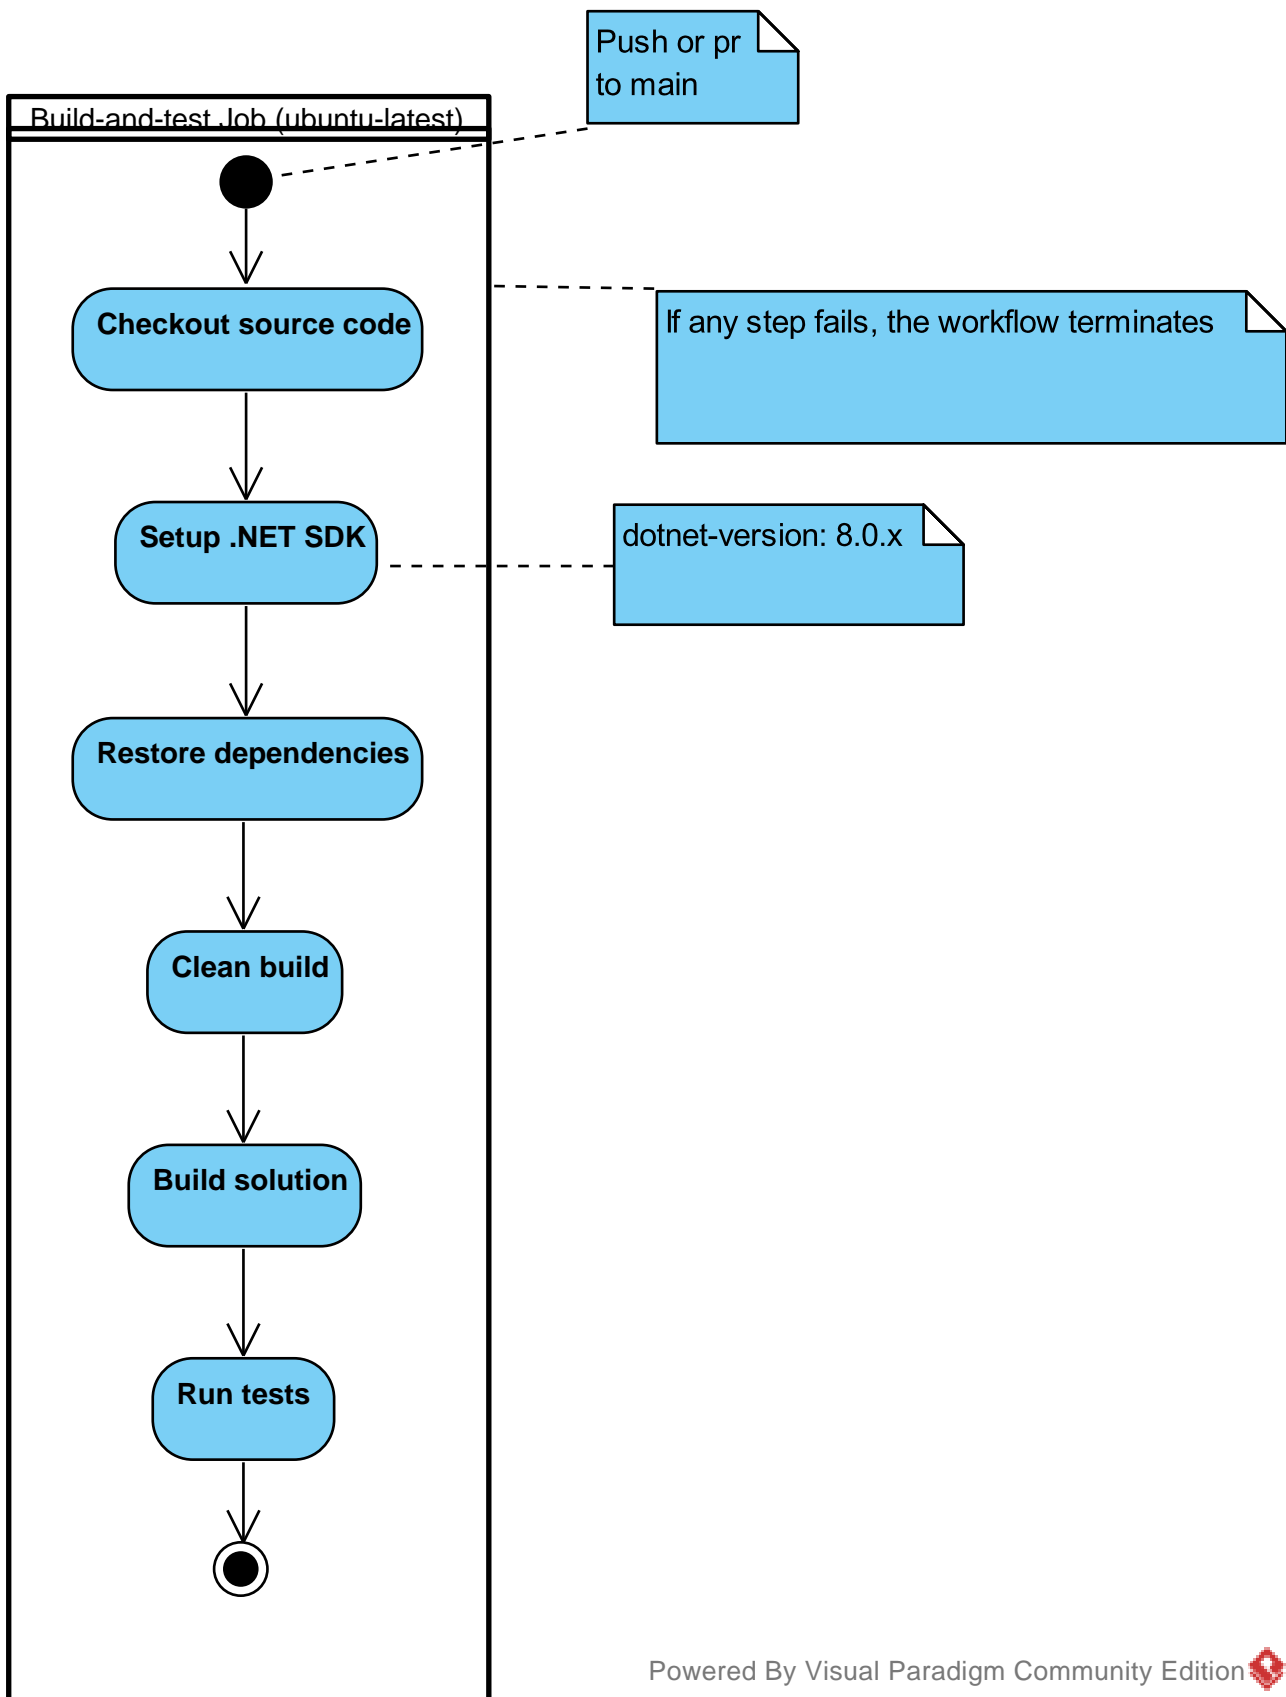 Push or pr
to main
Build-and-test Job (ubuntu-latest)
Checkout source code
If any step fails, the workflow terminates
Setup .NET SDK
dotnet-version: 8.0.x
Restore dependencies
Clean build
Build solution
Run tests
Powered By Visual Paradigm Community Edition